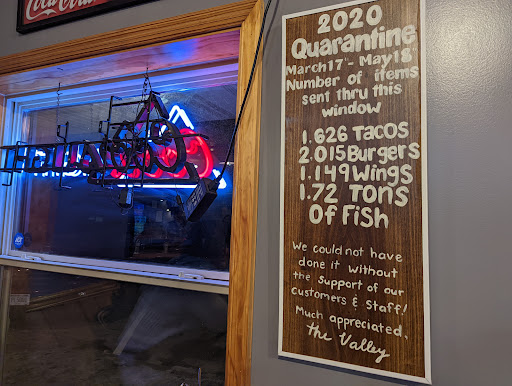 Coca-Cola
2020
Quarantine
March 17th - May 18th
Number of items
sent thru this
window
1.626 Tacos
2.015 Burgers
1.149 Wings
1.72 Tons
Of Fish
We could not have
done it without
the support of our
customers & Staff!
Much appreciated,
the Valley